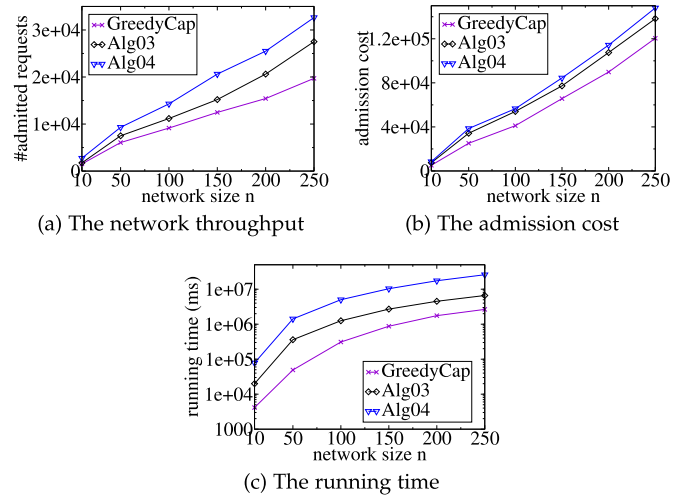 3e+04
2e+04
1e+04
0
#admitted requests
GreedyCap
Alg03
Alg04
10 50 100 150 200 250
network size n
(a) The network throughput
1.2e+05
8e+04
4e+04
0
admission cost
GreedyCap
Alg03
Alg04
10 50 100 150 200 250
network size n
(b) The admission cost
1e+07
1e+06
1e+05
1e+04
1000
running time (ms)
GreedyCap
Alg03
Alg04
10 50 100 150 200 250
network size n
(c) The running time